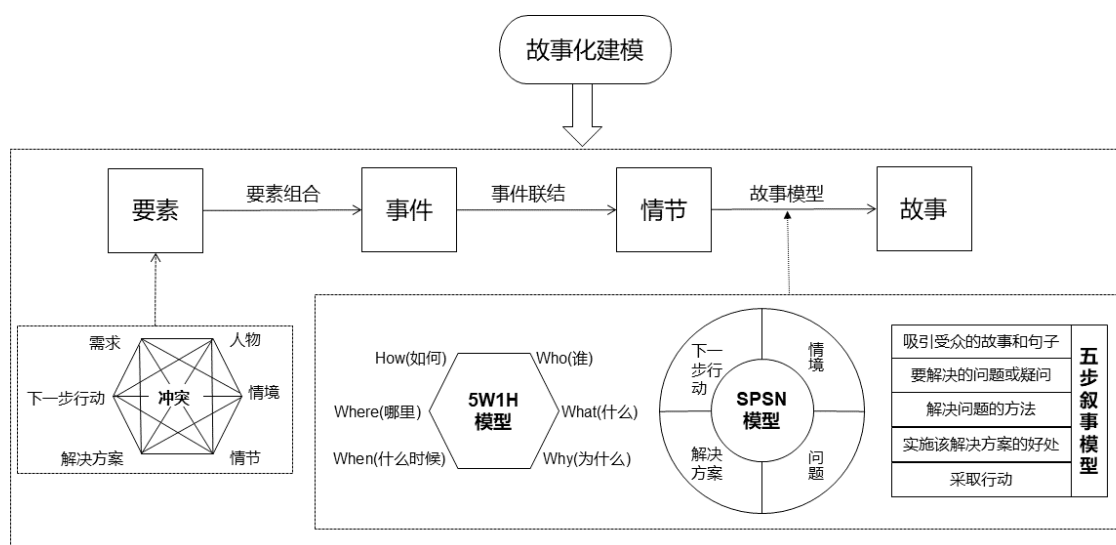 故事化建模
要素
要素组合
事件
事件联结
情节
故事模型
故事
需求
人物
下一步行动
冲突
情境
解决方案
情节
How(如何)
Who(谁)
Where(哪里)
5W1H
模型
What(什么)
When(什么时候)
Why(为什么)
下一
步行
动
情
境
SPSN
模型
解决
方案
问
题
吸引受众的故事和句子
要解决的问题或疑问
解决问题的方法
实施该解决方案的好处
采取行动
五步叙事模型